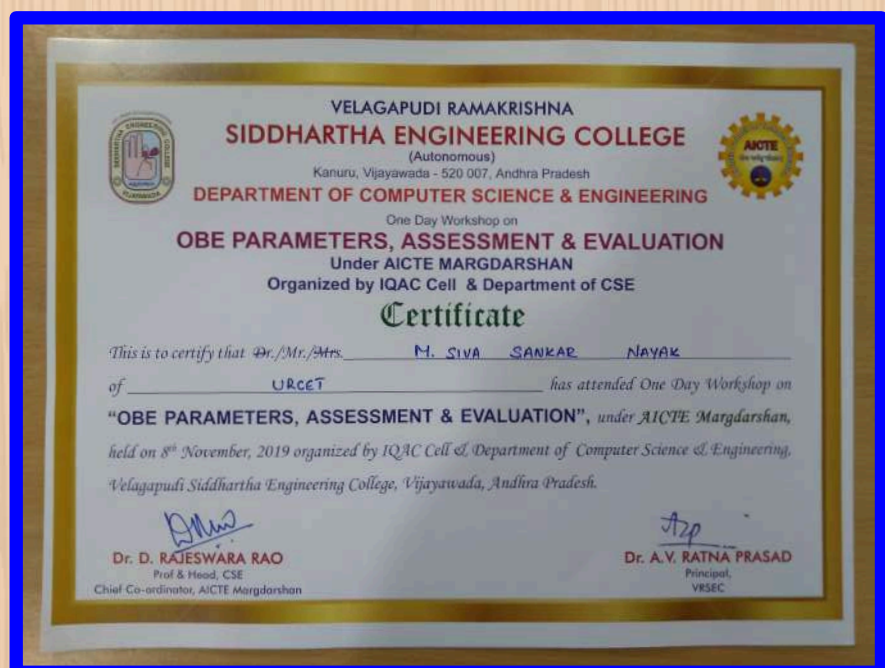 VELAGAPUDI RAMAKRISHNA
SIDDHARTHA ENGINEERING COLLEGE
(Autonomous)
Kanuru, Vijayawada - 520 007, Andhra Pradesh
DEPARTMENT OF COMPUTER SCIENCE & ENGINEERING
AICTE
One Day Workshop on
OBE PARAMETERS, ASSESSMENT & EVALUATION
Under AICTE MARGDARSHAN
Organized by IQAC Cell & Department of CSE
Certificate
This is to certify that Dr./Mr./Mrs. M. SIVA SANKAR NAYAK
of URCET has attended One Day Workshop on
"OBE PARAMETERS, ASSESSMENT & EVALUATION", under AICTE Margdarshan,
held on 8th November, 2019 organized by IQAC Cell & Department of Computer Science & Engineering,
Velagapudi Siddhartha Engineering College, Vijayawada, Andhra Pradesh.
Dr. D. RAJESWARA RAO
Prof & Head, CSE
Chief Co-ordinator, AICTE Margdarshan
Dr. A.V. RATNA PRASAD
Principal,
VRSEC